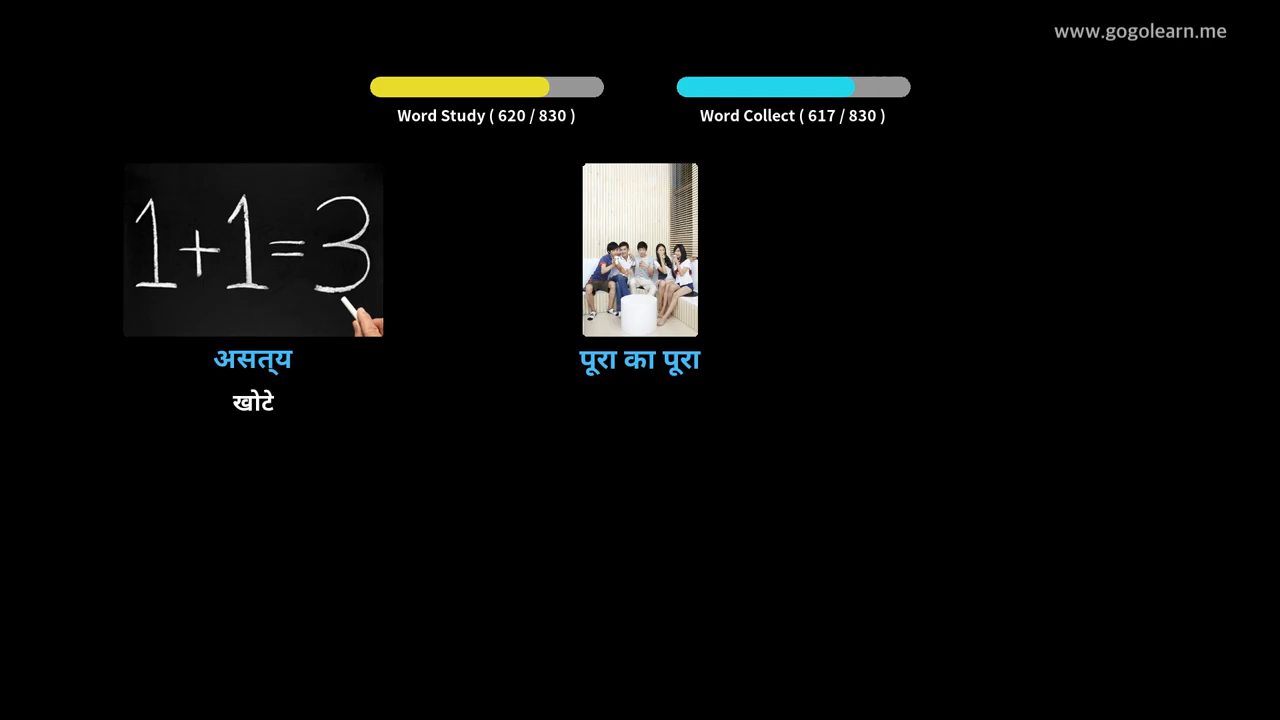 www.gogolearn.me
Word Study ( 620 / 830 )
Word Collect ( 617 / 830 )
1+1=3
असत्य
पूरा का पूरा
खोटे